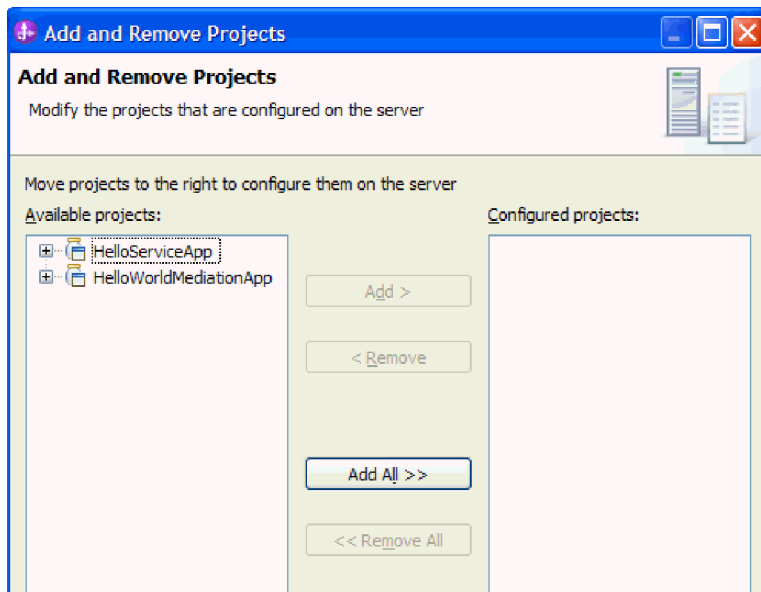 Add and Remove Projects
Add and Remove Projects
Modify the projects that are configured on the server
Move projects to the right to configure them on the server
Available projects:
Configured projects:
HelloServiceApp
HelloWorldMediationApp
Add >
< Remove
Add All >>
<< Remove All